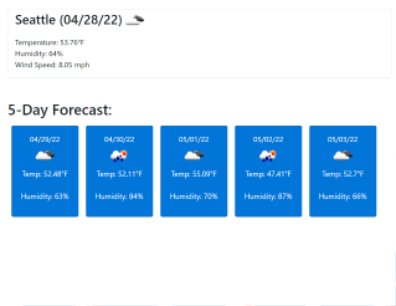 Seattle (04/28/22)
Temperature: 53.76°F
Humidity: 64%
Wind Speed: 8.05 mph
5-Day Forecast:
04/29/22
Temp: 52.48°F
Humidity: 63%
04/30/22
Temp: 52.11°F
Humidity: 84%
05/01/22
Temp: 55.09°F
Humidity: 70%
05/02/22
Temp: 47.41°F
Humidity: 87%
05/03/22
Temp: 52.7°F
Humidity: 66%